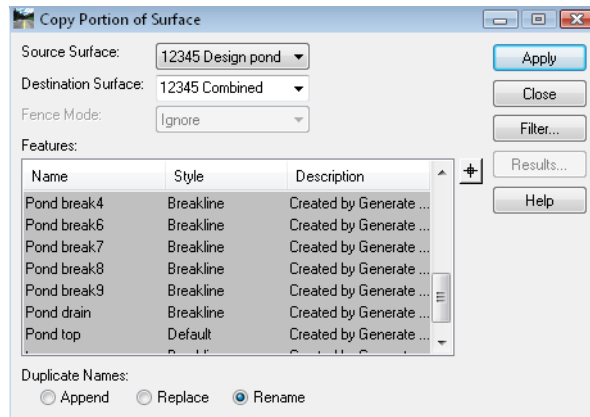 Copy Portion of Surface
Source Surface: 12345 Design pond Apply
Destination Surface: 12345 Combined Close
Fence Mode: Ignore Filter...
Features: Results...
Name Style Description Help
Pond break4 Breakline Created by Generate ...
Pond break6 Breakline Created by Generate ...
Pond break7 Breakline Created by Generate ...
Pond break8 Breakline Created by Generate ...
Pond break9 Breakline Created by Generate ...
Pond drain Breakline Created by Generate ...
Pond top Default Created by Generate ...
Duplicate Names:
Append Replace Rename